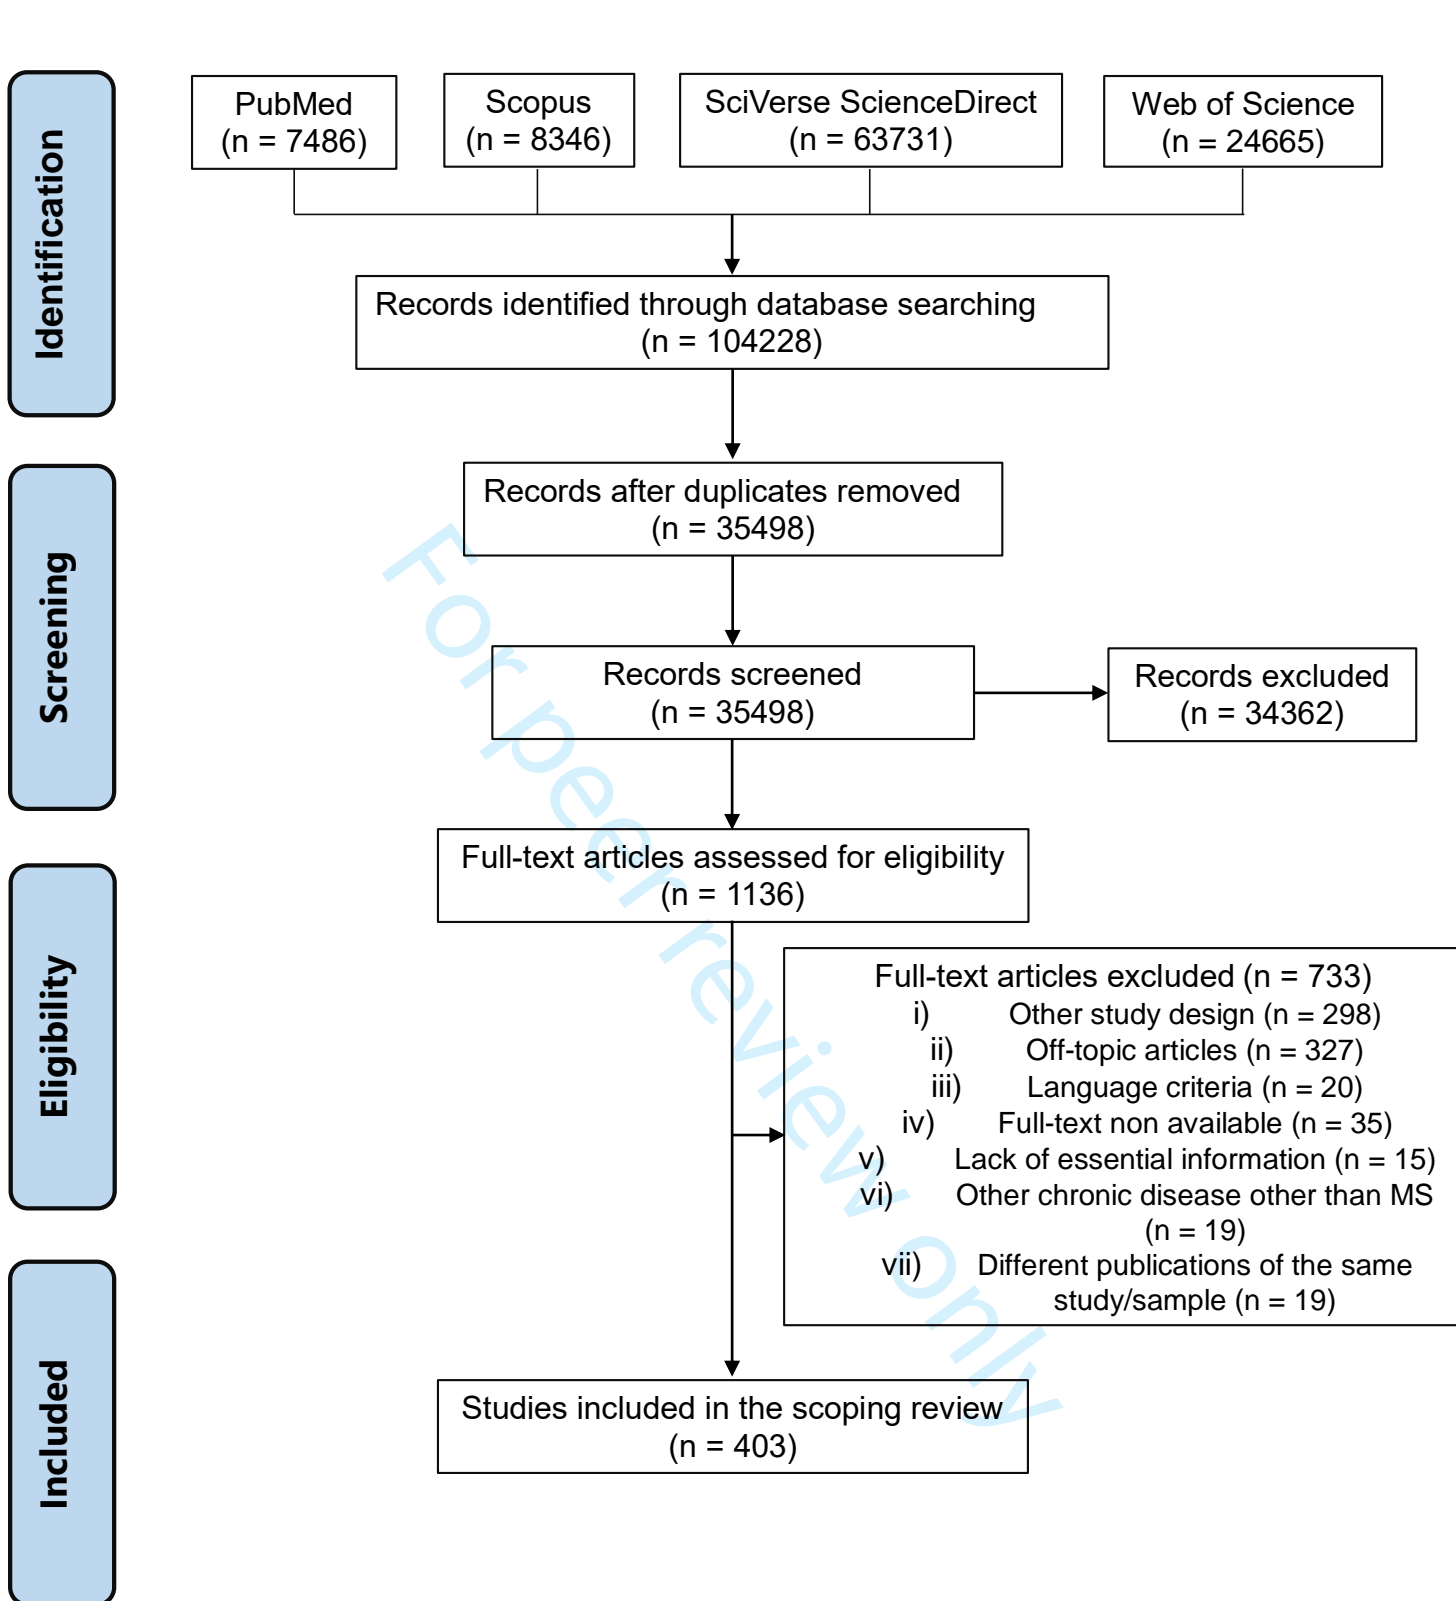 Identification
PubMed
(n = 7486)
Scopus
(n = 8346)
SciVerse ScienceDirect
(n = 63731)
Web of Science
(n = 24665)
Records identified through database searching
(n = 104228)
Screening
Records after duplicates removed
(n = 35498)
Records screened
(n = 35498)
Records excluded
(n = 34362)
Eligibility
Full-text articles assessed for eligibility
(n = 1136)
Full-text articles excluded (n = 733)
i) Other study design (n = 298)
ii) Off-topic articles (n = 327)
iii) Language criteria (n = 20)
iv) Full-text non available (n = 35)
v) Lack of essential information (n = 15)
vi) Other chronic disease other than MS
(n = 19)
vii) Different publications of the same
study/sample (n = 19)
Included
Studies included in the scoping review
(n = 403)
For peer review only